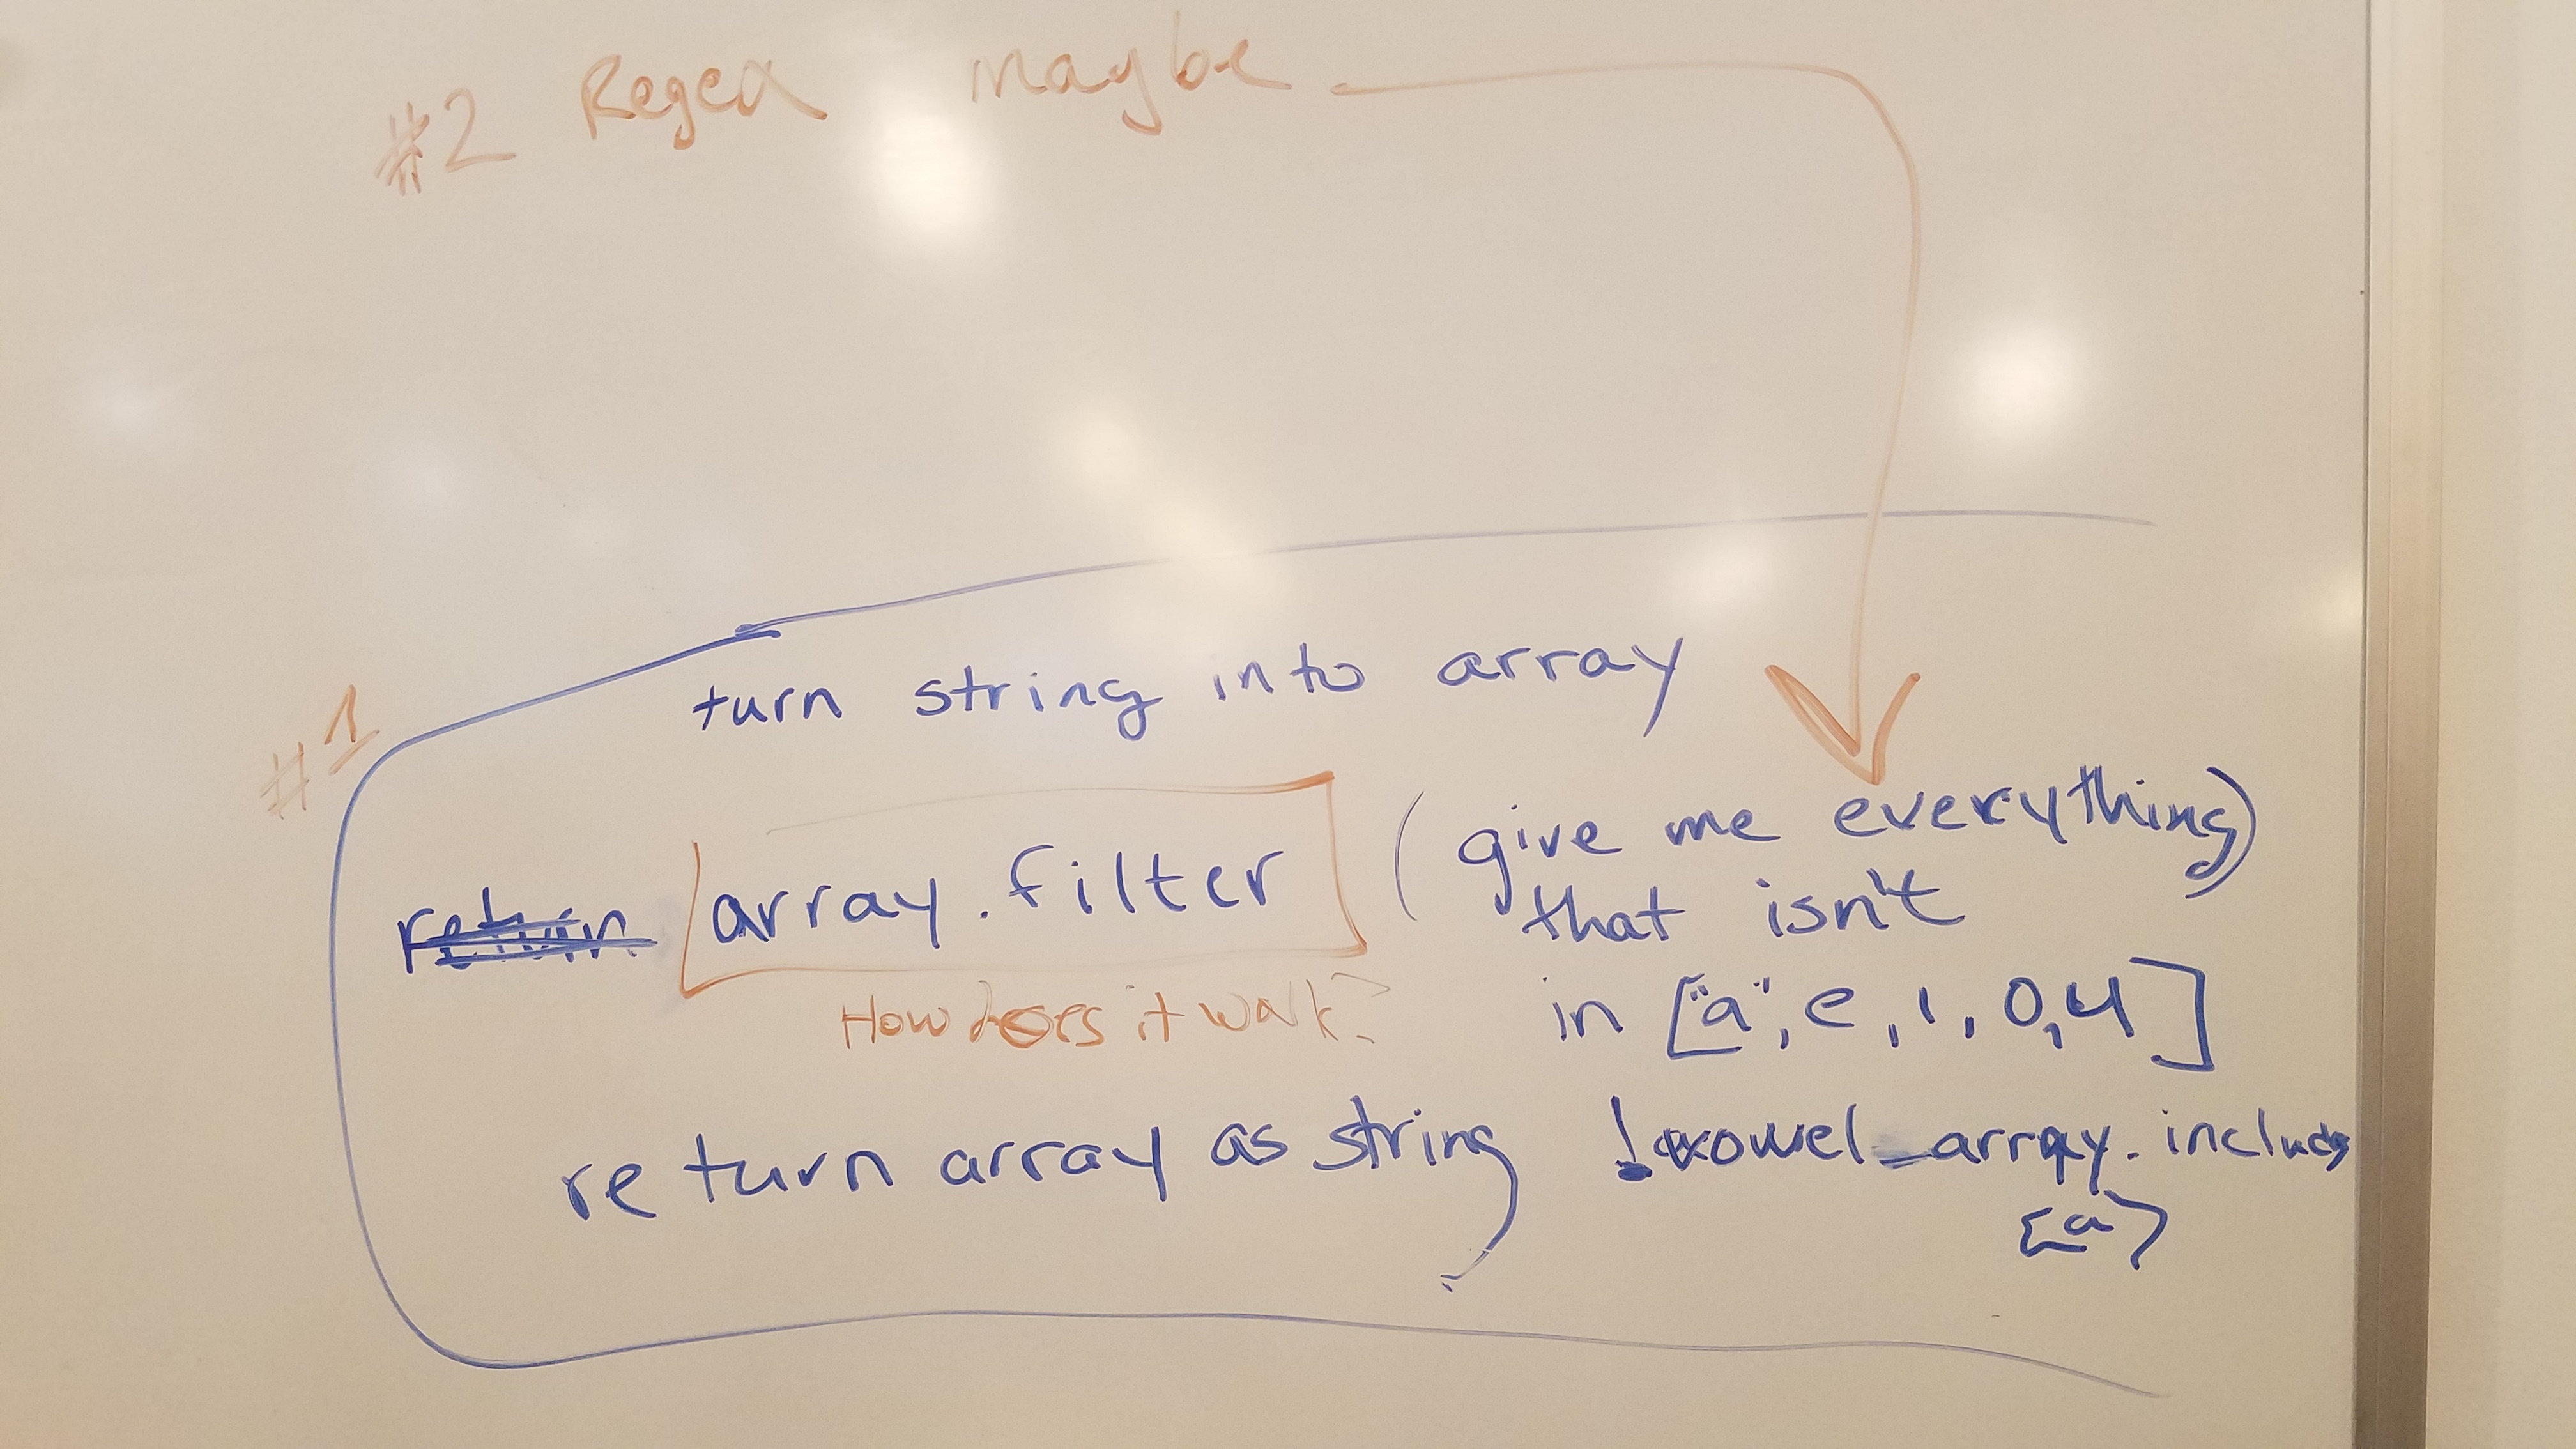 #2 Regex maybe
#1
turn string into array
return array.filter (give me everything)
that isn't
How does it work?
in ["a", e, i, o, u]
return array as string
!vowel_array.includes
(a)